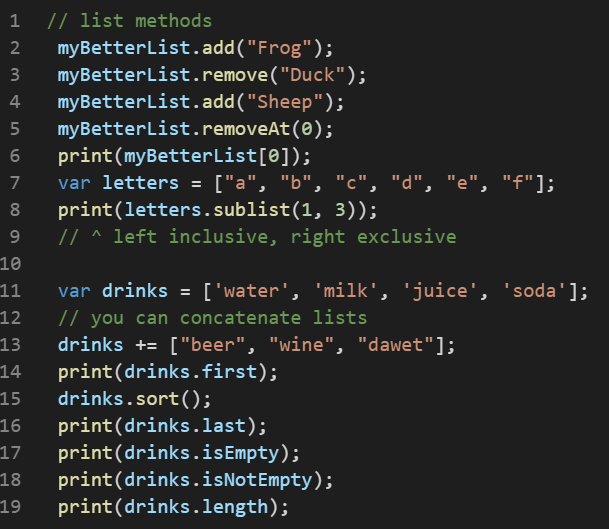 1 // list methods
2 myBetterList.add("Frog");
3 myBetterList.remove("Duck");
4 myBetterList.add("Sheep");
5 myBetterList.removeAt(0);
6 print(myBetterList[0]);
7 var letters = ["a", "b", "c", "d", "e", "f"];
8 print(letters.sublist(1, 3));
9 // ^ left inclusive, right exclusive
10
11 var drinks = ['water', 'milk', 'juice', 'soda'];
12 // you can concatenate lists
13 drinks += ["beer", "wine", "dawet"];
14 print(drinks.first);
15 drinks.sort();
16 print(drinks.last);
17 print(drinks.isEmpty);
18 print(drinks.isNotEmpty);
19 print(drinks.length);